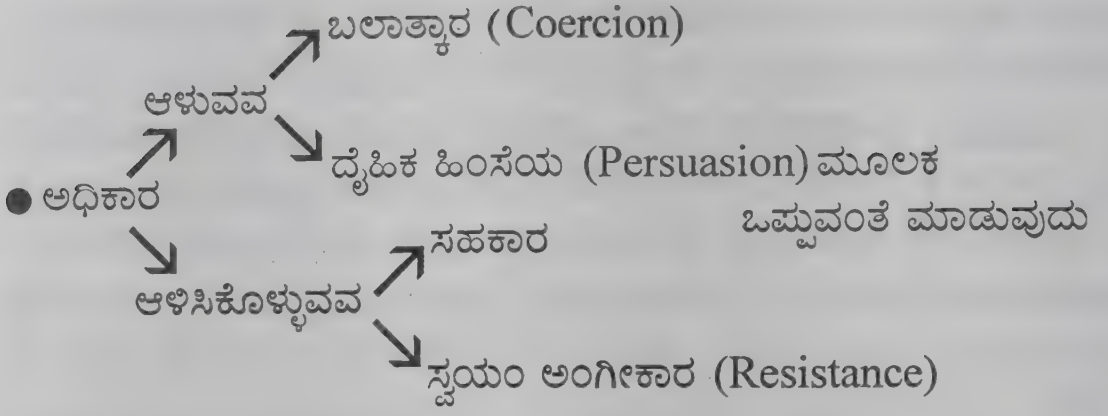 ಬಲಾತ್ಕಾರ (Coercion)
ಆಳುವವ
ದೈಹಿಕ ಹಿಂಸೆಯ (Persuasion) ಮೂಲಕ
● ಅಧಿಕಾರ
ಒಪ್ಪುವಂತೆ ಮಾಡುವುದು
ಸಹಕಾರ
ಆಳಿಸಿಕೊಳ್ಳುವವ
ಸ್ವಯಂ ಅಂಗೀಕಾರ (Resistance)